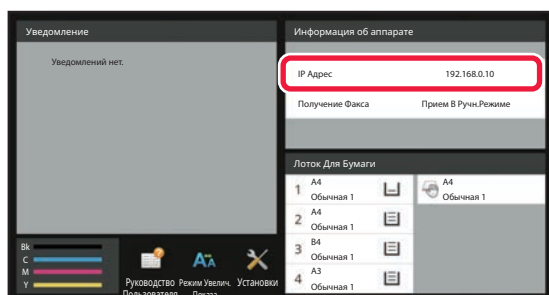 Уведомление
Уведомлений нет.
Информация об аппарате
IP Адрес 192.168.0.10
Получение Факса Прием В Ручн.Режиме
Лоток Для Бумаги
1 A4
Обычная 1
A4
Обычная 1
2 A4
Обычная 1
3 B4
Обычная 1
4 A3
Обычная 1
Bk
C
M
Y
Руководство
Пользователя
Режим Увелич.
Показа
Установки